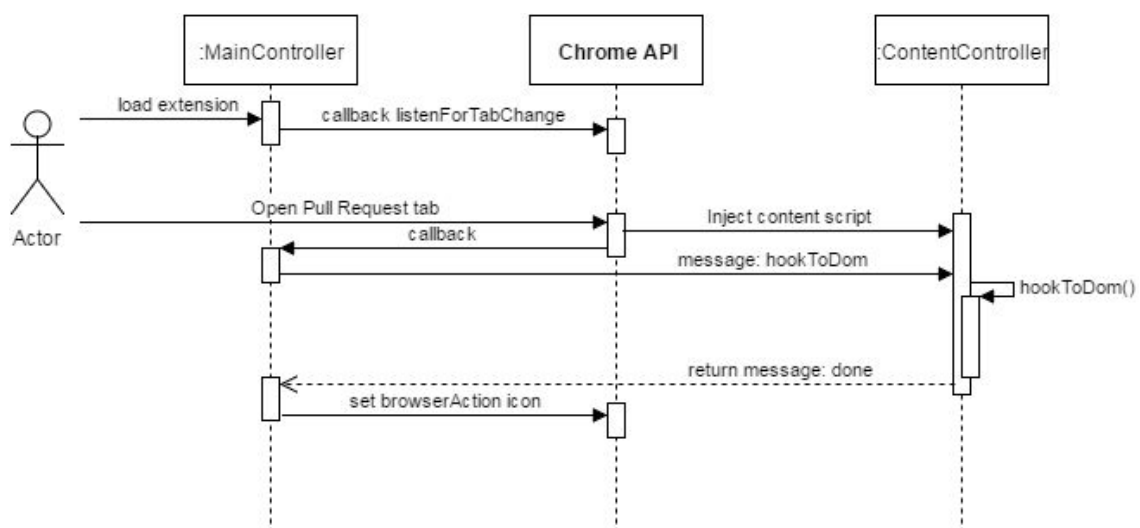 :MainController
Chrome API
:ContentController
load extension
callback listenForTabChange
Actor
Open Pull Request tab
Inject content script
callback
message: hookToDom
hookToDom()
return message: done
set browserAction icon